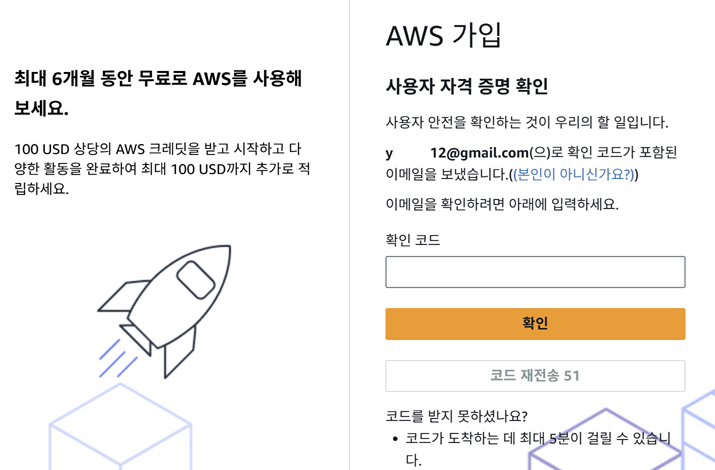 최대 6개월 동안 무료로 AWS를 사용해
보세요.
100 USD 상당의 AWS 크레딧을 받고 시작하고 다
양한 활동을 완료하여 최대 100 USD까지 추가로 적
립하세요.
AWS 가입
사용자 자격 증명 확인
사용자 안전을 확인하는 것이 우리의 할 일입니다.
y 12@gmail.com(으)로 확인 코드가 포함된
이메일을 보냈습니다.((본인이 아니신가요?))
이메일을 확인하려면 아래에 입력하세요.
확인 코드
확인
코드 재전송 51
코드를 받지 못하셨나요?
• 코드가 도착하는 데 최대 5분이 걸릴 수 있습니
다.